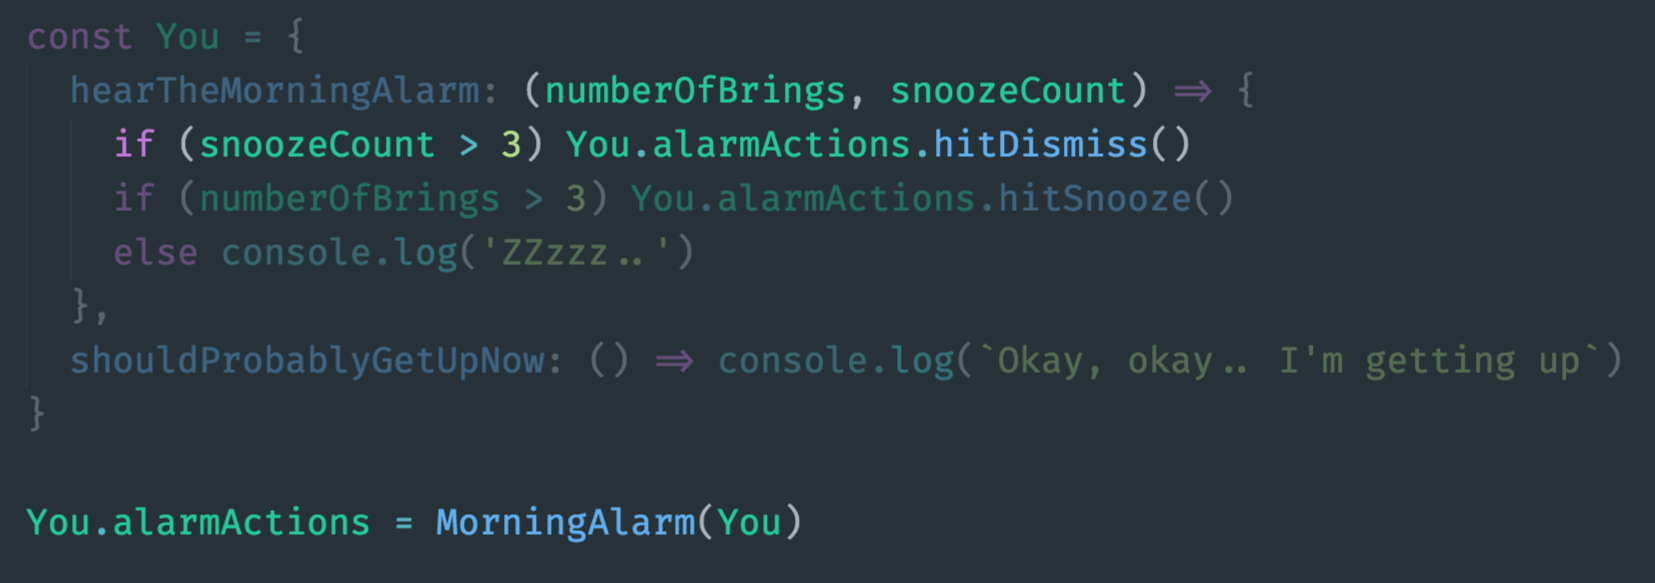 const You = {
hearTheMorningAlarm: (numberOfBrings, snoozeCount) => {
if (snoozeCount > 3) You.alarmActions.hitDismiss()
if (numberOfBrings > 3) You.alarmActions.hitSnooze()
else console.log('ZZzzz..')
},
shouldProbablyGetUpNow: () => console.log(`Okay, okay.. I'm getting up`)
}
You.alarmActions = MorningAlarm(You)